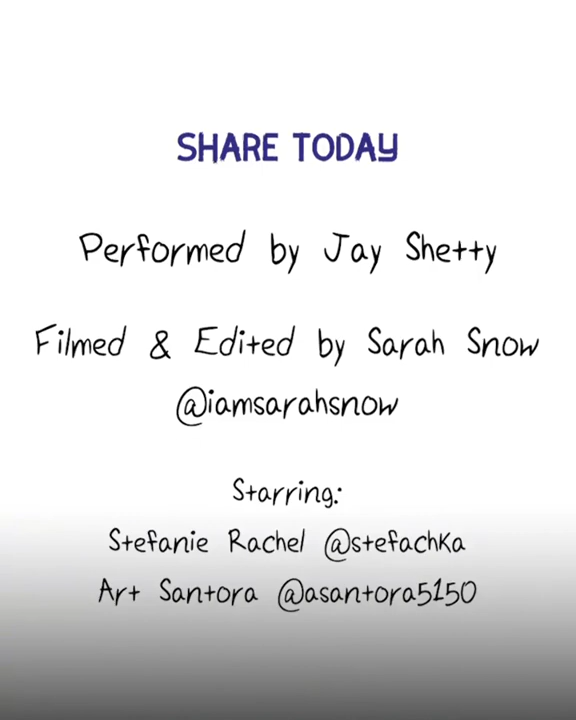 SHARE TODAY
Performed by Jay Shetty
Filmed & Edited by Sarah Snow
@iamsarahsnow
Starring:
Stefanie Rachel @stefachka
Art Santora @asantora5150